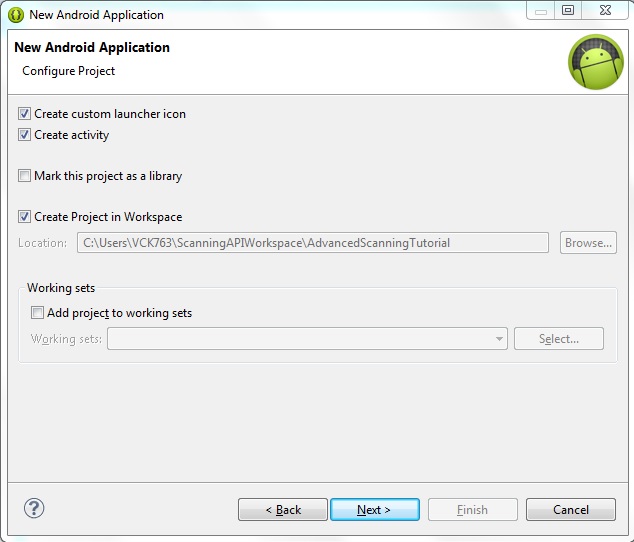 New Android Application
New Android Application
Configure Project
Create custom launcher icon
Create activity
Mark this project as a library
Create Project in Workspace
Location: C:\Users\VCK763\ScanningAPIWorkspace\AdvancedScanningTutorial Browse...
Working sets
Add project to working sets
Working sets: Select...
? < Back Next > Finish Cancel